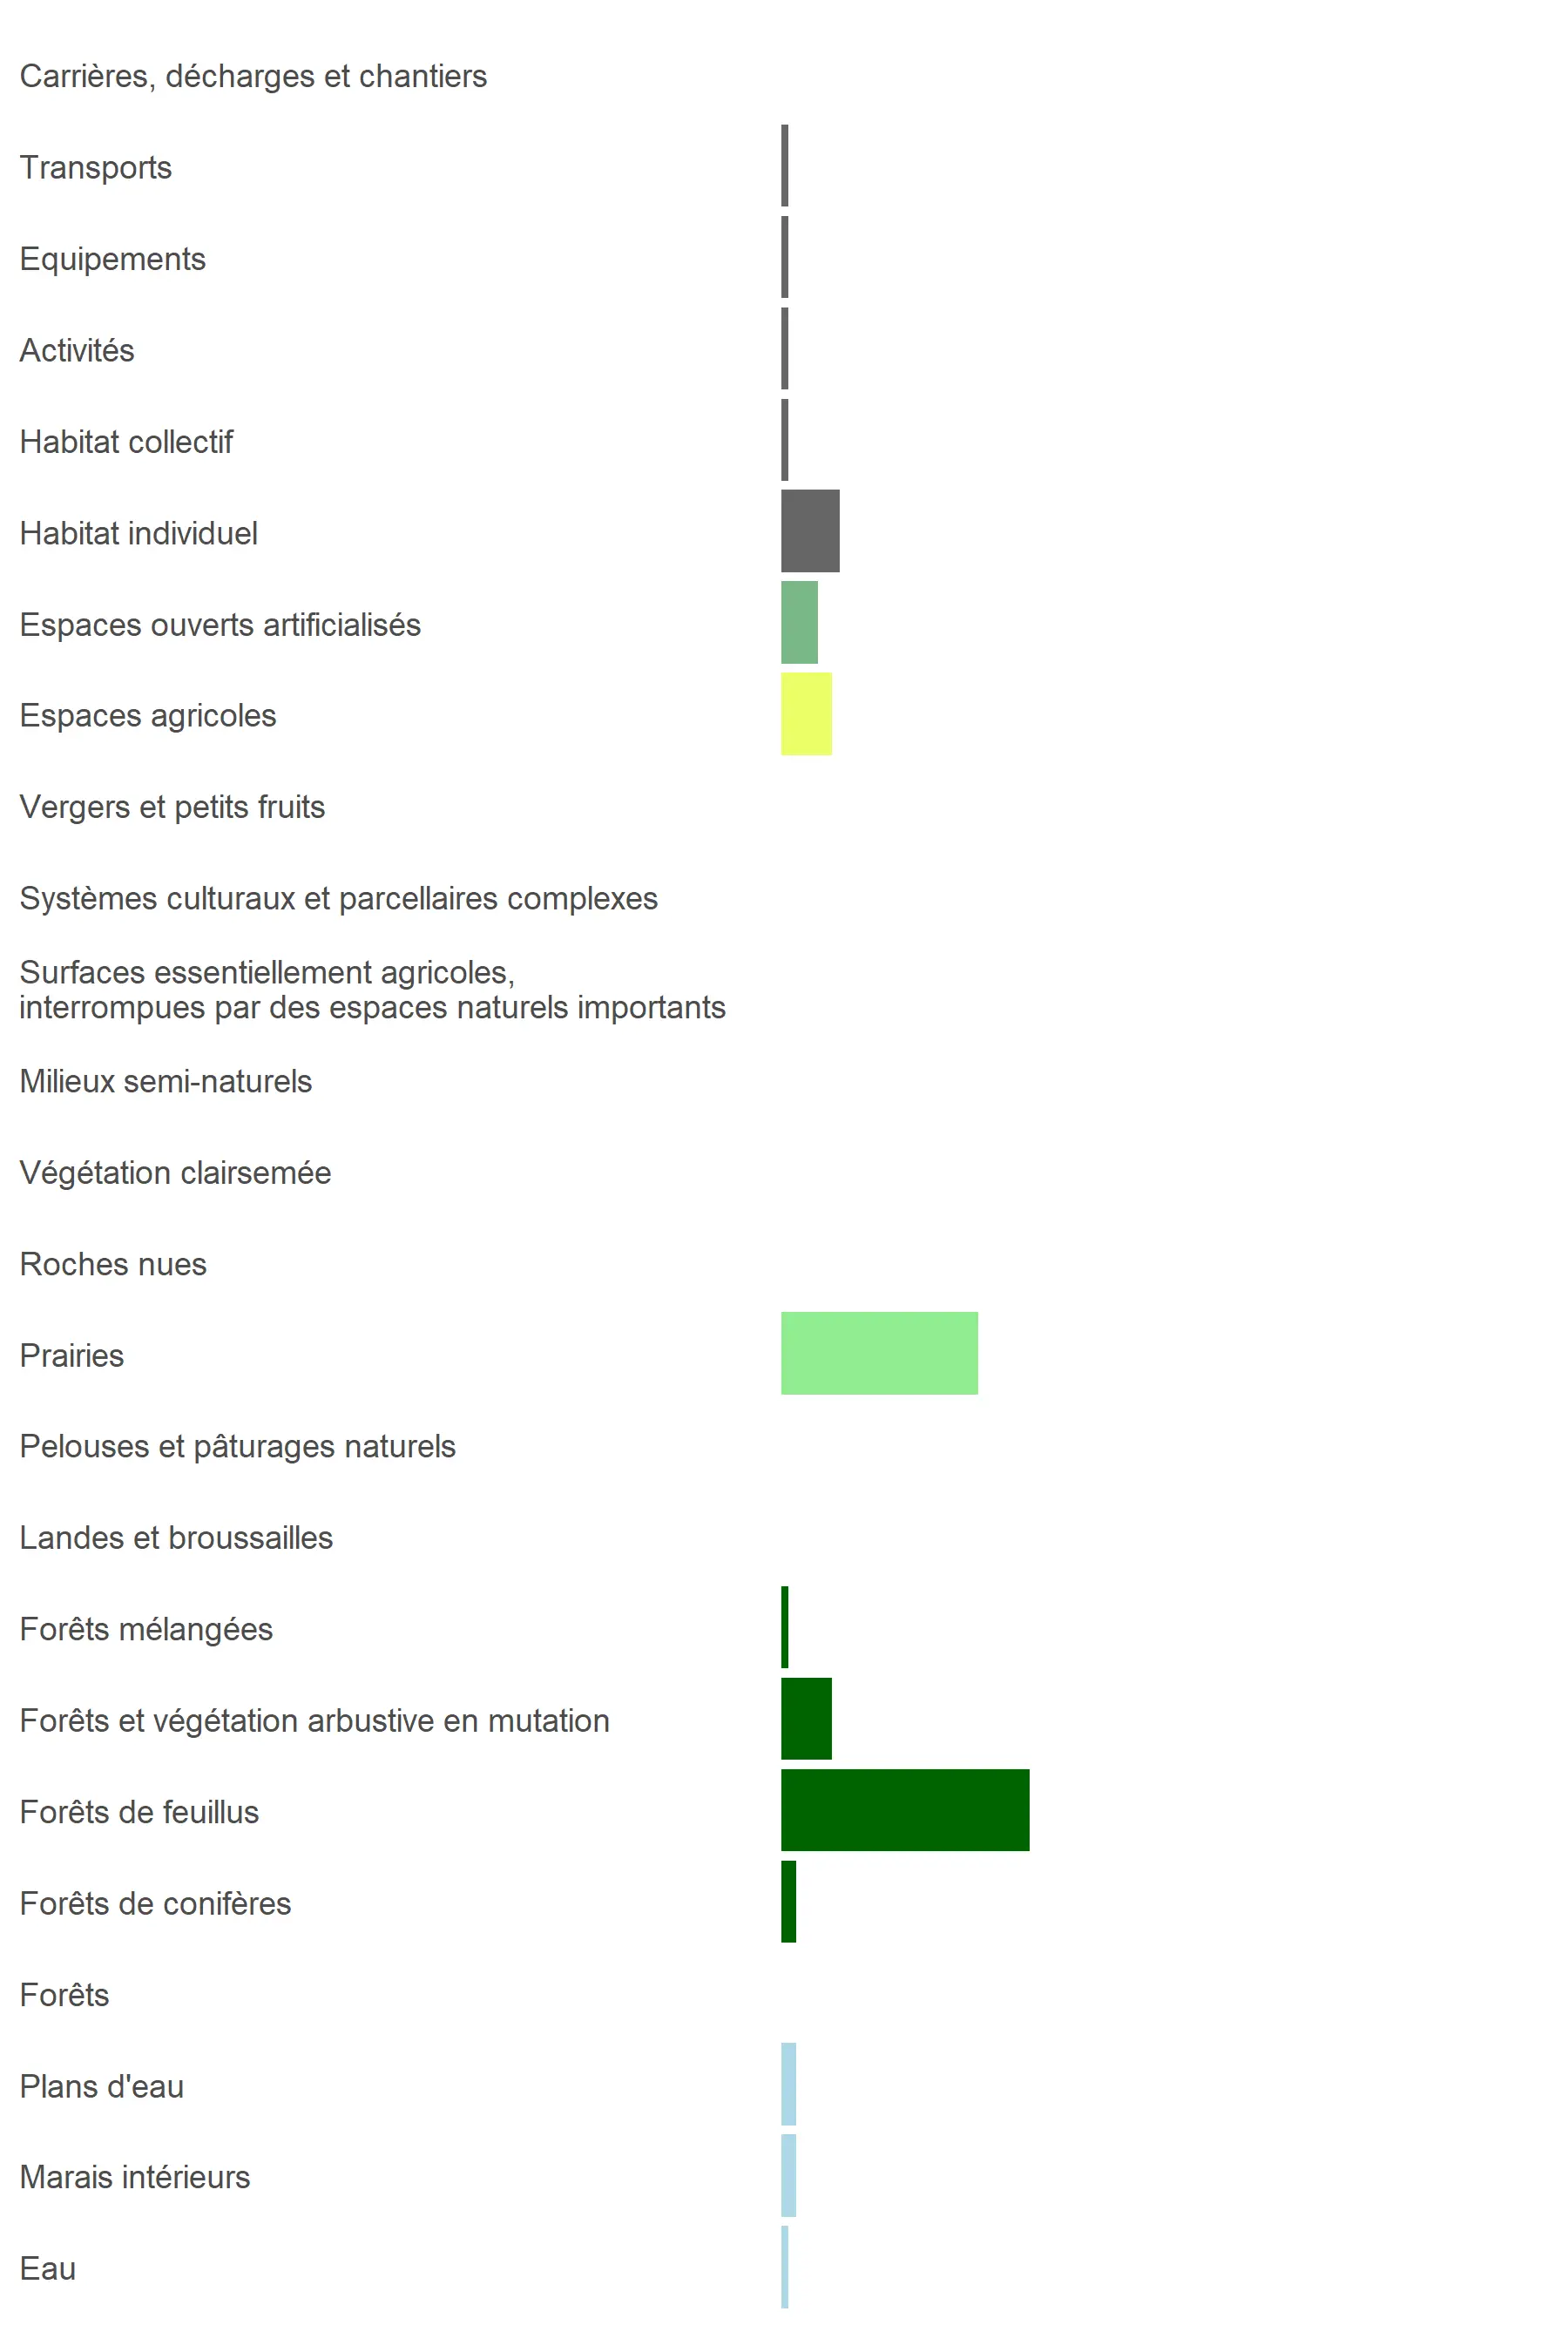 Carrières, décharges et chantiers
Transports
Equipements
Activités
Habitat collectif
Habitat individuel
Espaces ouverts artificialisés
Espaces agricoles
Vergers et petits fruits
Systèmes culturaux et parcellaires complexes
Surfaces essentiellement agricoles,
interrompues par des espaces naturels importants
Milieux semi-naturels
Végétation clairsemée
Roches nues
Prairies
Pelouses et pâturages naturels
Landes et broussailles
Forêts mélangées
Forêts et végétation arbustive en mutation
Forêts de feuillus
Forêts de conifères
Forêts
Plans d'eau
Marais intérieurs
Eau